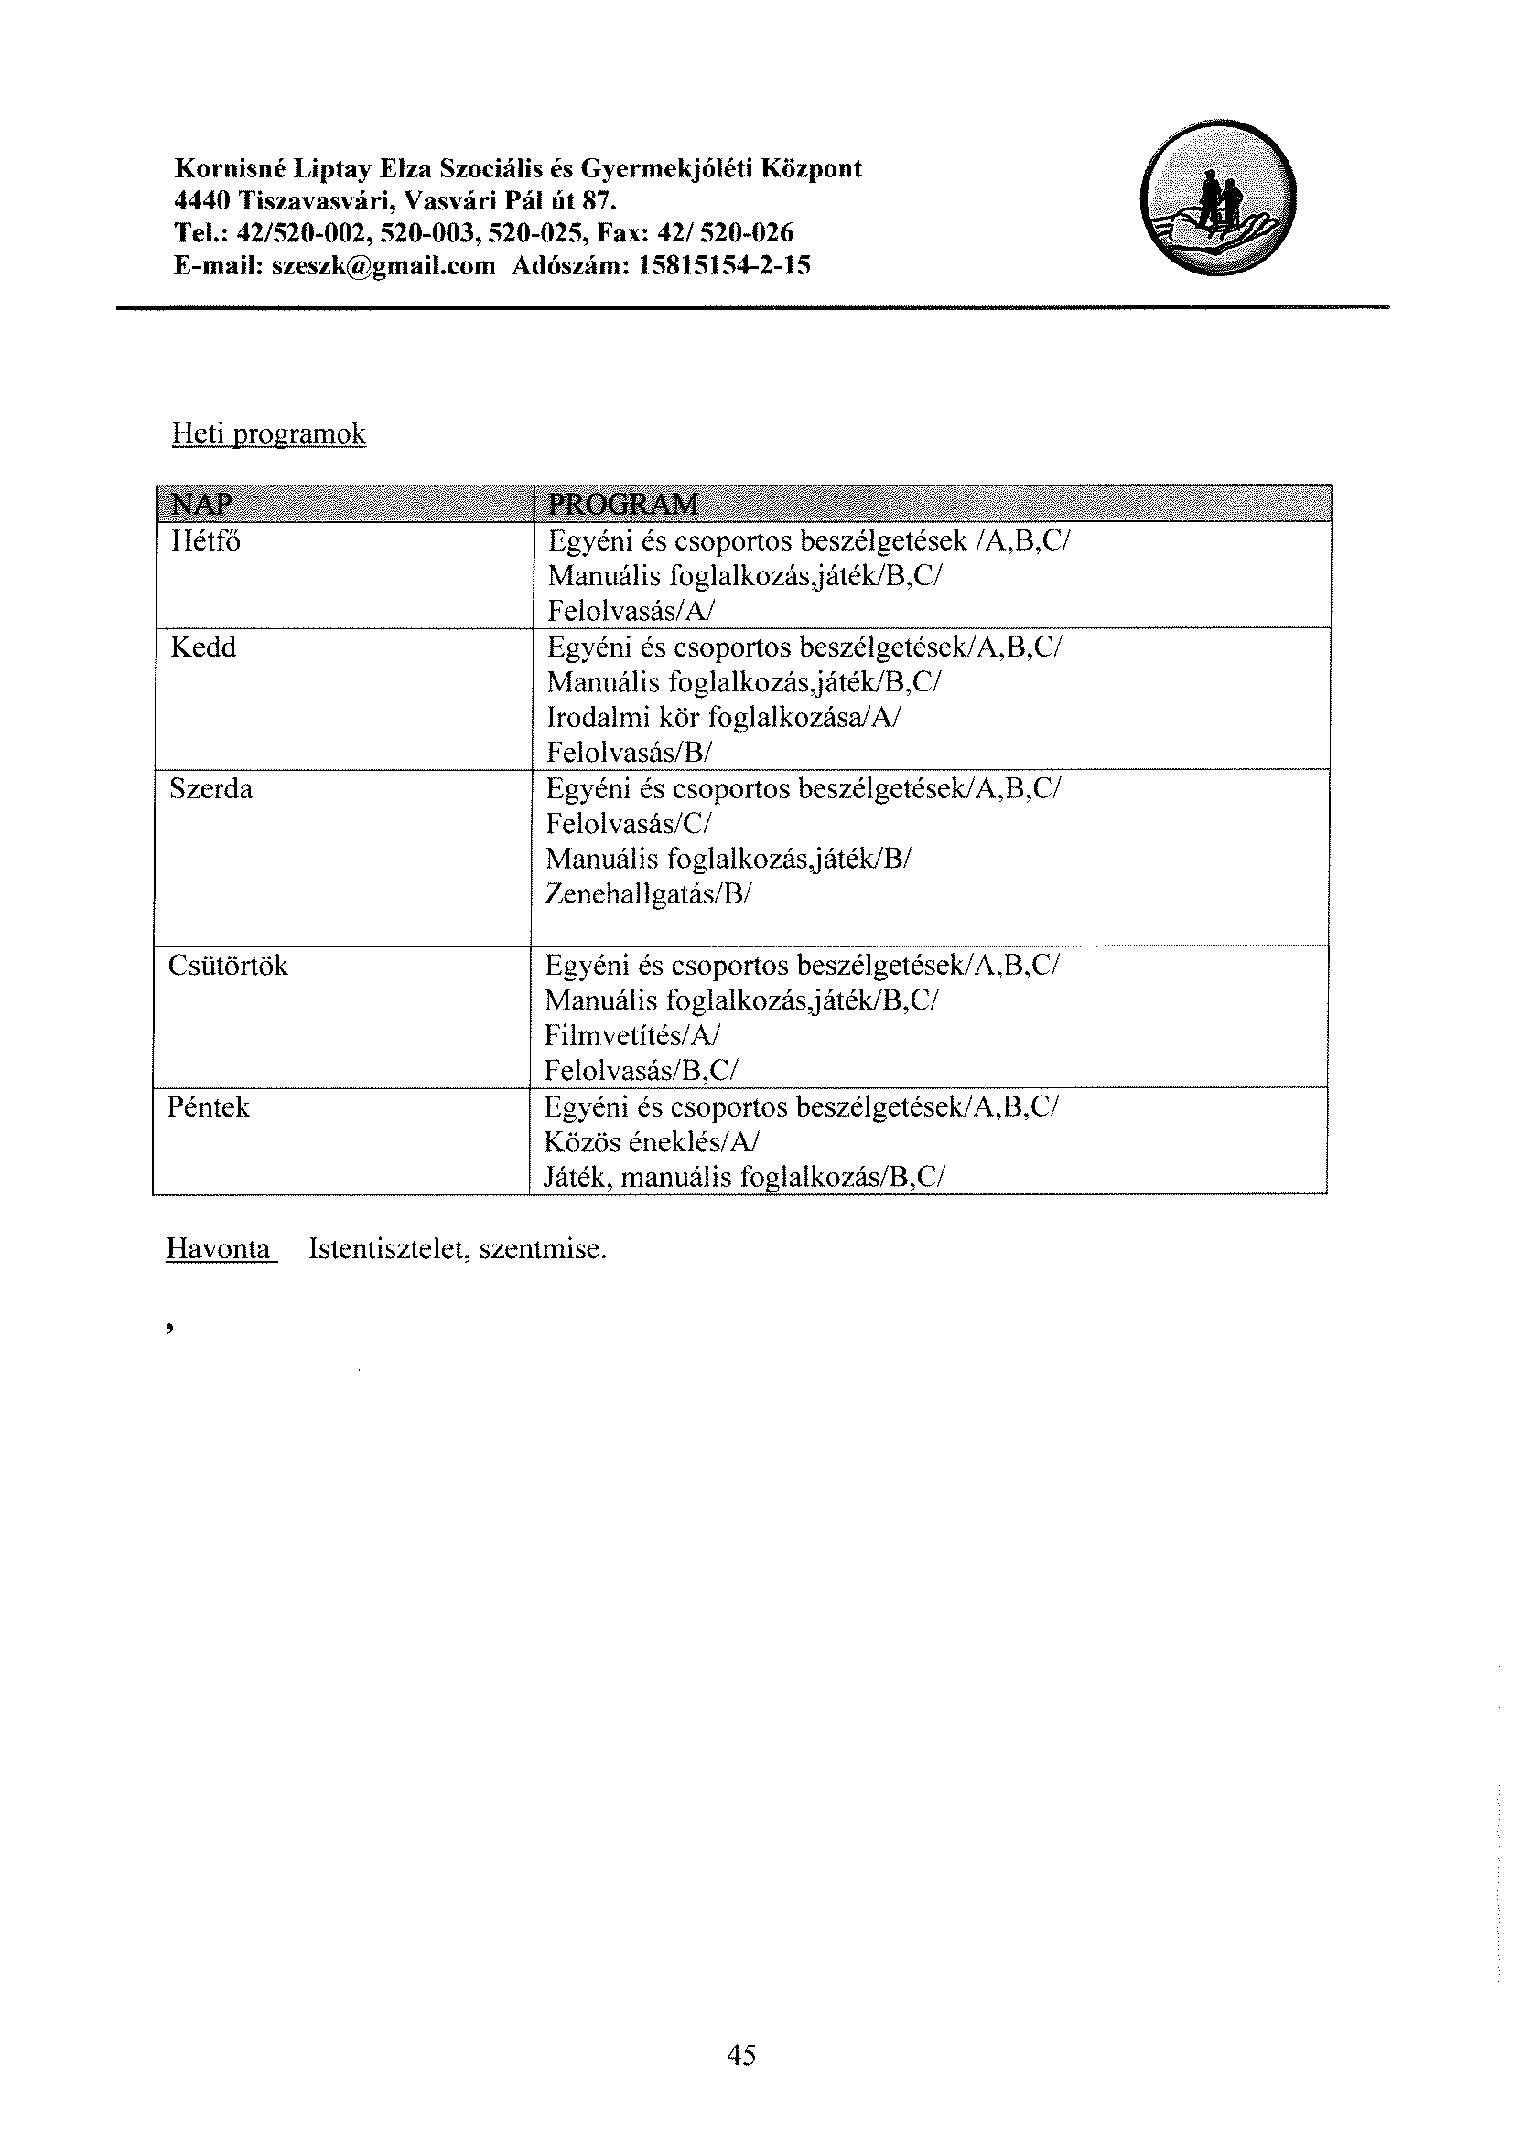 Kornisné Liptay Elza Szociális és Gyermekjóléti Központ
4440 Tiszavasvári, Vasvári Pál út 87.
Tel.: 42/520-002, 520-003, 520-025, Fax: 42/ 520-026
E-mail: szeszk@gmail.com Adószám: 15815154-2-15
Heti programok
NAP PROGRAM
Hétfő Egyéni és csoportos beszélgetések /A,B,C/
Manuális foglalkozás,játék/B,C/
Felolvasás/A/
Kedd Egyéni és csoportos beszélgetések/A,B,C/
Manuális foglalkozás,játék/B,C/
Irodalmi kör foglalkozása/A/
Felolvasás/B/
Szerda Egyéni és csoportos beszélgetések/A,B,C/
Felolvasás/C/
Manuális foglalkozás,játék/B/
Zenehallgatás/B/
Csütörtök Egyéni és csoportos beszélgetések/A,B,C/
Manuális foglalkozás,játék/B,C/
Filmvetítés/A/
Felolvasás/B,C/
Péntek Egyéni és csoportos beszélgetések/A,B,C/
Közös éneklés/A/
Játék, manuális foglalkozás/B,C/
Havonta Istentisztelet, szentmise.
,
45